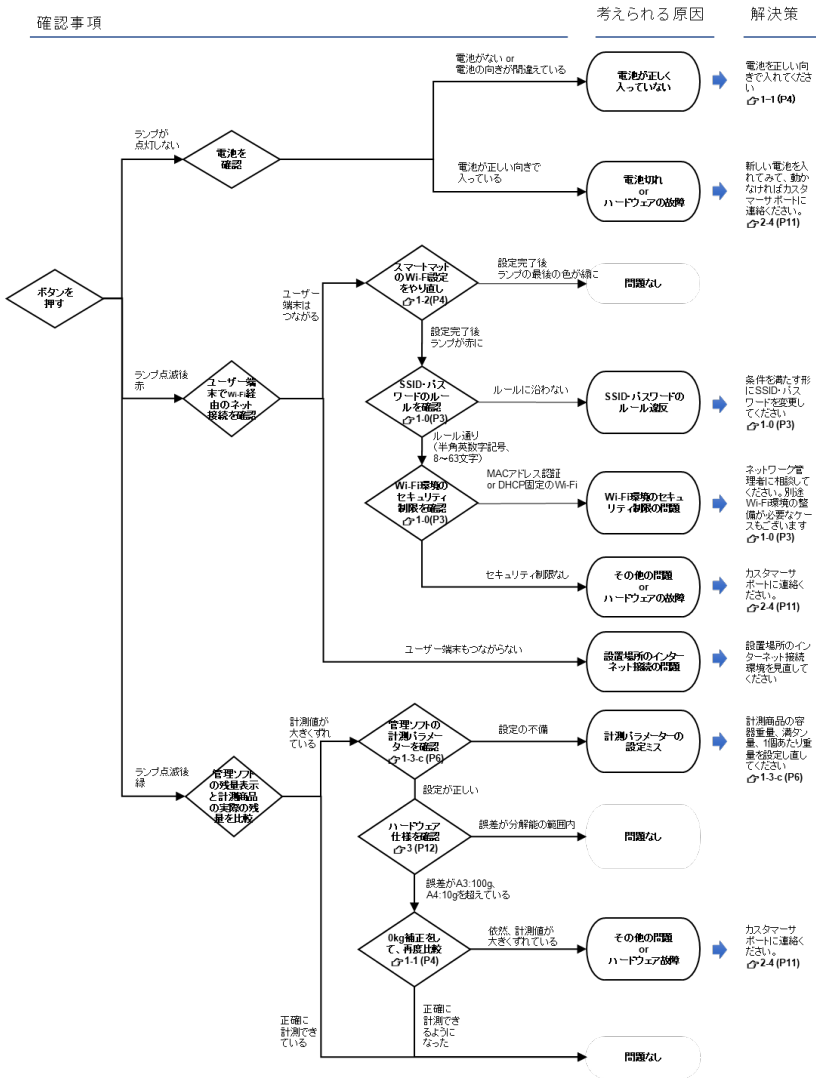 確認事項
考えられる原因
解決策
電池がない or
電池の向きが間違えている
電池が正しく
入っていない
電池を正しい向
きで入れてくださ
い
1-1 (P4)
ランプが
点灯しない
電池を
確認
電池が正しい向きで
入っている
電池切れ
or
ハードウェアの故障
新しい電池を入
れてみて、動か
なければカスタ
マーサポートに
連絡ください。
2-4 (P11)
ボタンを
押す
ユーザー
端末は
つながる
スマートマット
のWi-Fi設定
をやり直し
1-2(P4)
設定完了後
ランプの最後の色が緑に
問題なし
設定完了後
ランプが赤に
ランプ点滅後
赤
ユーザー端
末でWi-Fi経
由のネット
接続を確認
SSID・パス
ワードのルー
ルを確認
1-0(P3)
ルールに沿わない
SSID・パスワードの
ルール違反
条件を満たす形
にSSID・パス
ワードを変更し
てください
1-0 (P3)
ルール通り
(半角英数字記号、
8~63文字)
Wi-Fi環境の
セキュリティ
制限を確認
1-0(P3)
MACアドレス認証
or DHCP固定のWi-Fi
Wi-Fi環境のセキュ
リティ制限の問題
ネットワーク管
理者に相談して
ください。別途
Wi-Fi環境の整
備が必要なケー
スもございます
1-0 (P3)
セキュリティ制限なし
その他の問題
or
ハードウェアの故障
カスタマーサ
ポートに連絡く
ださい。
2-4 (P11)
ユーザー端末もつながらない
設置場所のインター
ネット接続の問題
設置場所のイン
ターネット接続
環境を見直して
ください
計測値が
大きくずれ
ている
管理ソフトの
計測パラメー
ターを確認
1-3-c (P6)
設定の不備
計測パラメーターの
設定ミス
計測商品の容
器重量、満タン
量、1個あたり重
量を設定し直し
てください
1-3-c (P6)
ランプ点滅後
緑
管理ソフト
の残量表示
と計測商品
の実際の残
量を比較
設定が正しい
ハードウェア
仕様を確認
3 (P12)
誤差が分解能の範囲内
問題なし
誤差がA3:100g、
A4:10gを超えている
0kg補正をし
て、再度比較
1-1 (P4)
依然、計測値が
大きくずれている
その他の問題
or
ハードウェア故障
カスタマーサ
ポートに連絡く
ださい。
2-4 (P11)
正確に
計測でき
ている
正確に
計測でき
るように
なった
問題なし